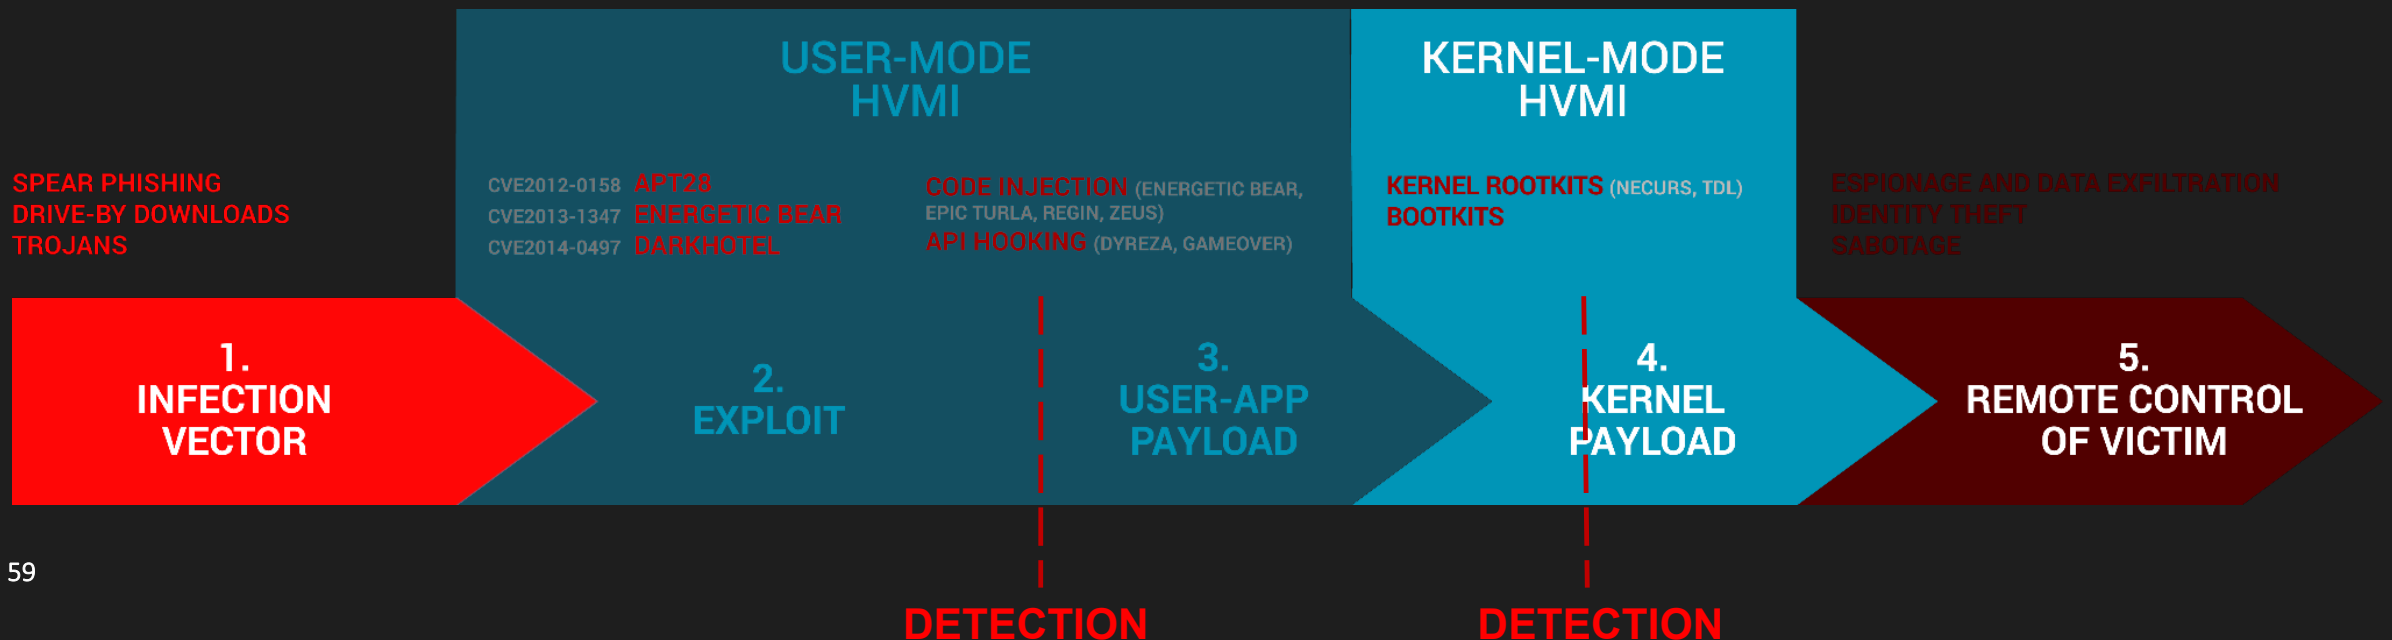 USER-MODE
HVMI
KERNEL-MODE
HVMI
SPEAR PHISHING
DRIVE-BY DOWNLOADS
TROJANS
CVE2012-0158 APT28
CVE2013-1347 ENERGETIC BEAR
CVE2014-0497 DARKHOTEL
CODE INJECTION (ENERGETIC BEAR,
EPIC TURLA, REGIN, ZEUS)
API HOOKING (DYREZA, GAMEOVER)
KERNEL ROOTKITS (NECURS, TDL)
BOOTKITS
ESPIONAGE AND DATA EXFILTRATION
IDENTITY THEFT
SABOTAGE
1.
INFECTION
VECTOR
2.
EXPLOIT
3.
USER-APP
PAYLOAD
4.
KERNEL
PAYLOAD
5.
REMOTE CONTROL
OF VICTIM
59
DETECTION
DETECTION